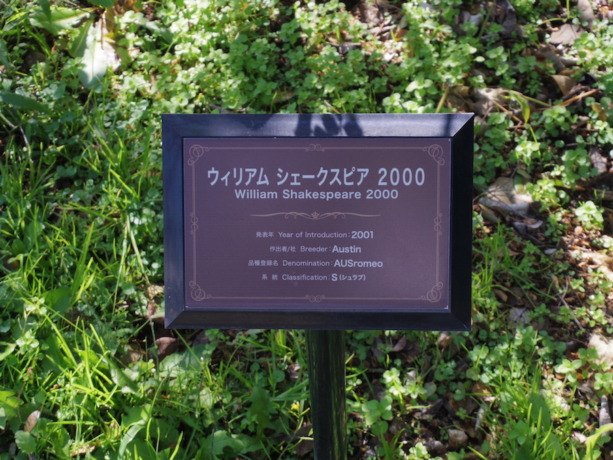 ウィリアム シェークスピア 2000
William Shakespeare 2000
発表年 Year of Introduction : 2001
作出者/社 Breeder : Austin
品種登録名 Denomination : AUSromeo
系 統 Classification : S (シュラブ)